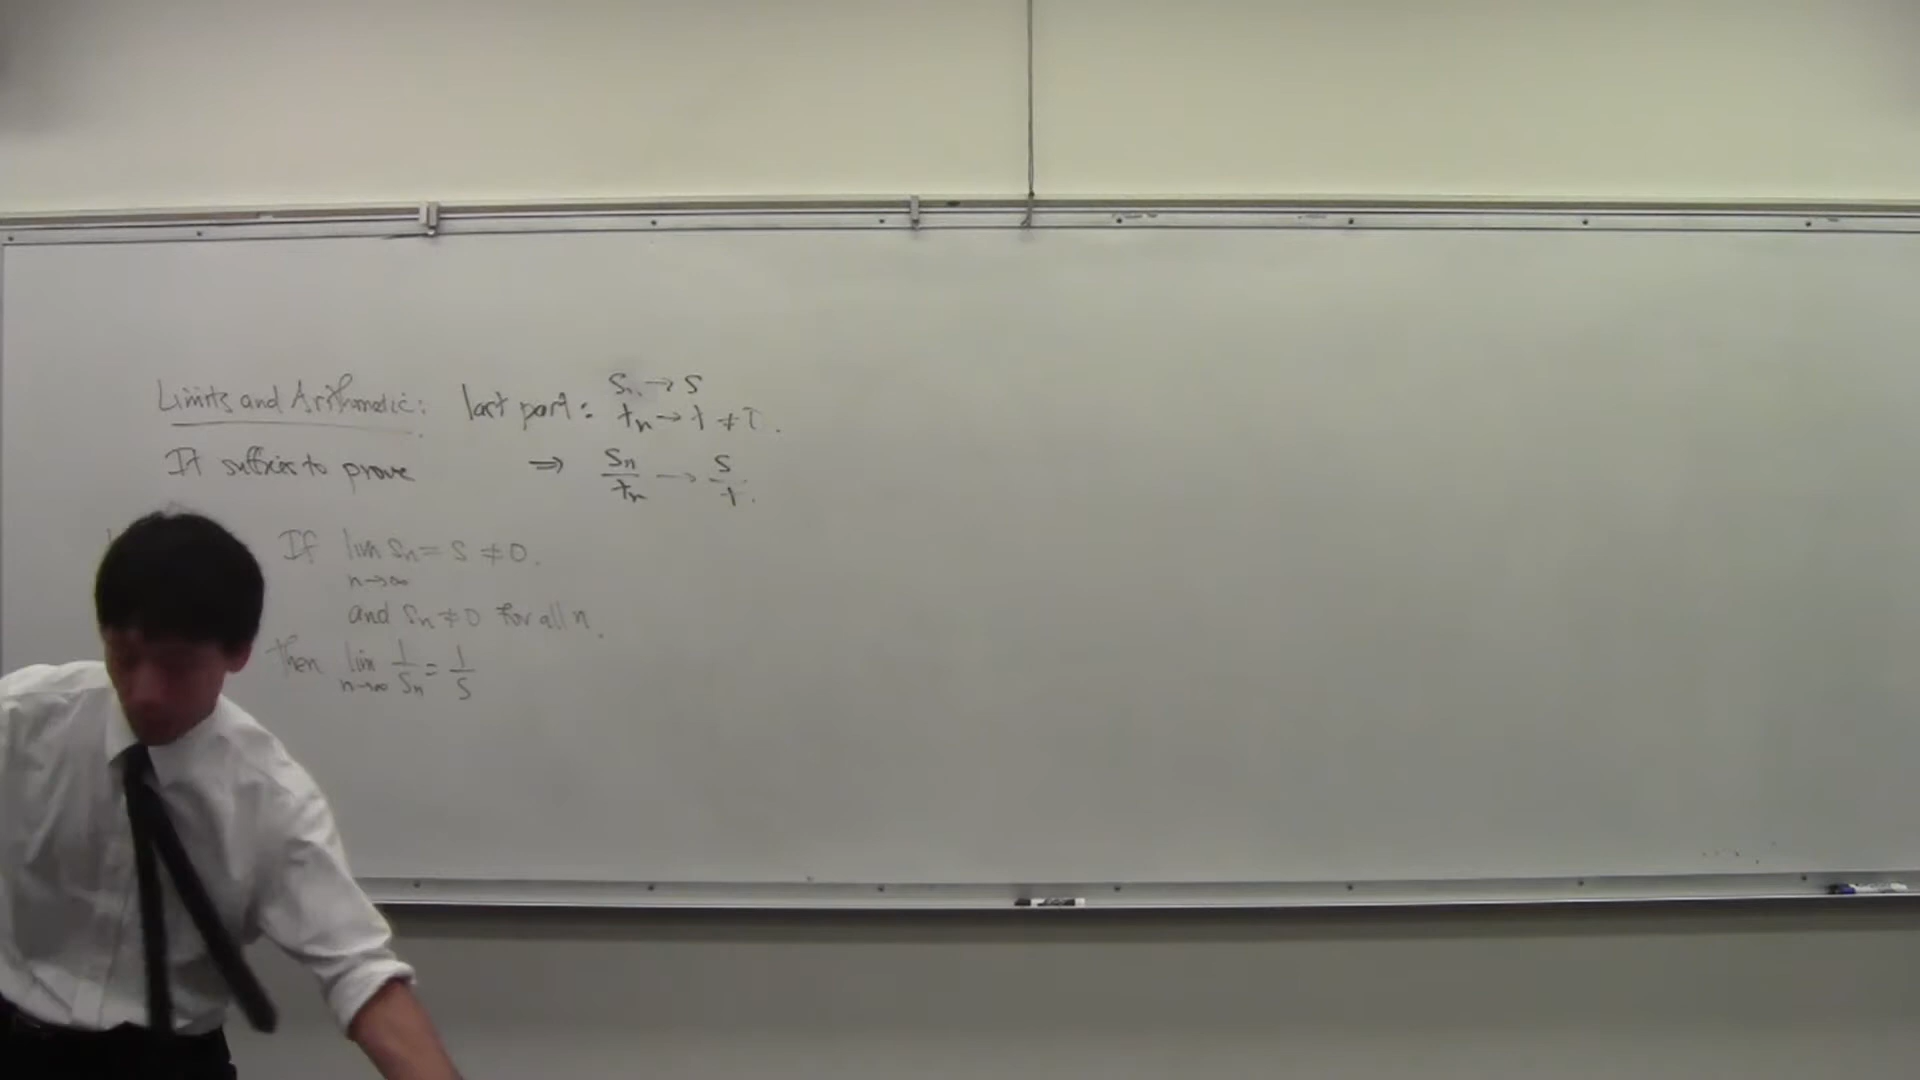 Limits and Arithmetic: last part: Sn → S
tn → t ≠ 0.
It suffices to prove ⇒ Sn/tn → S/t.
If lim Sn = S ≠ 0.
n→∞
and Sn ≠ 0 for all n.
then lim 1/Sn = 1/S
n→∞